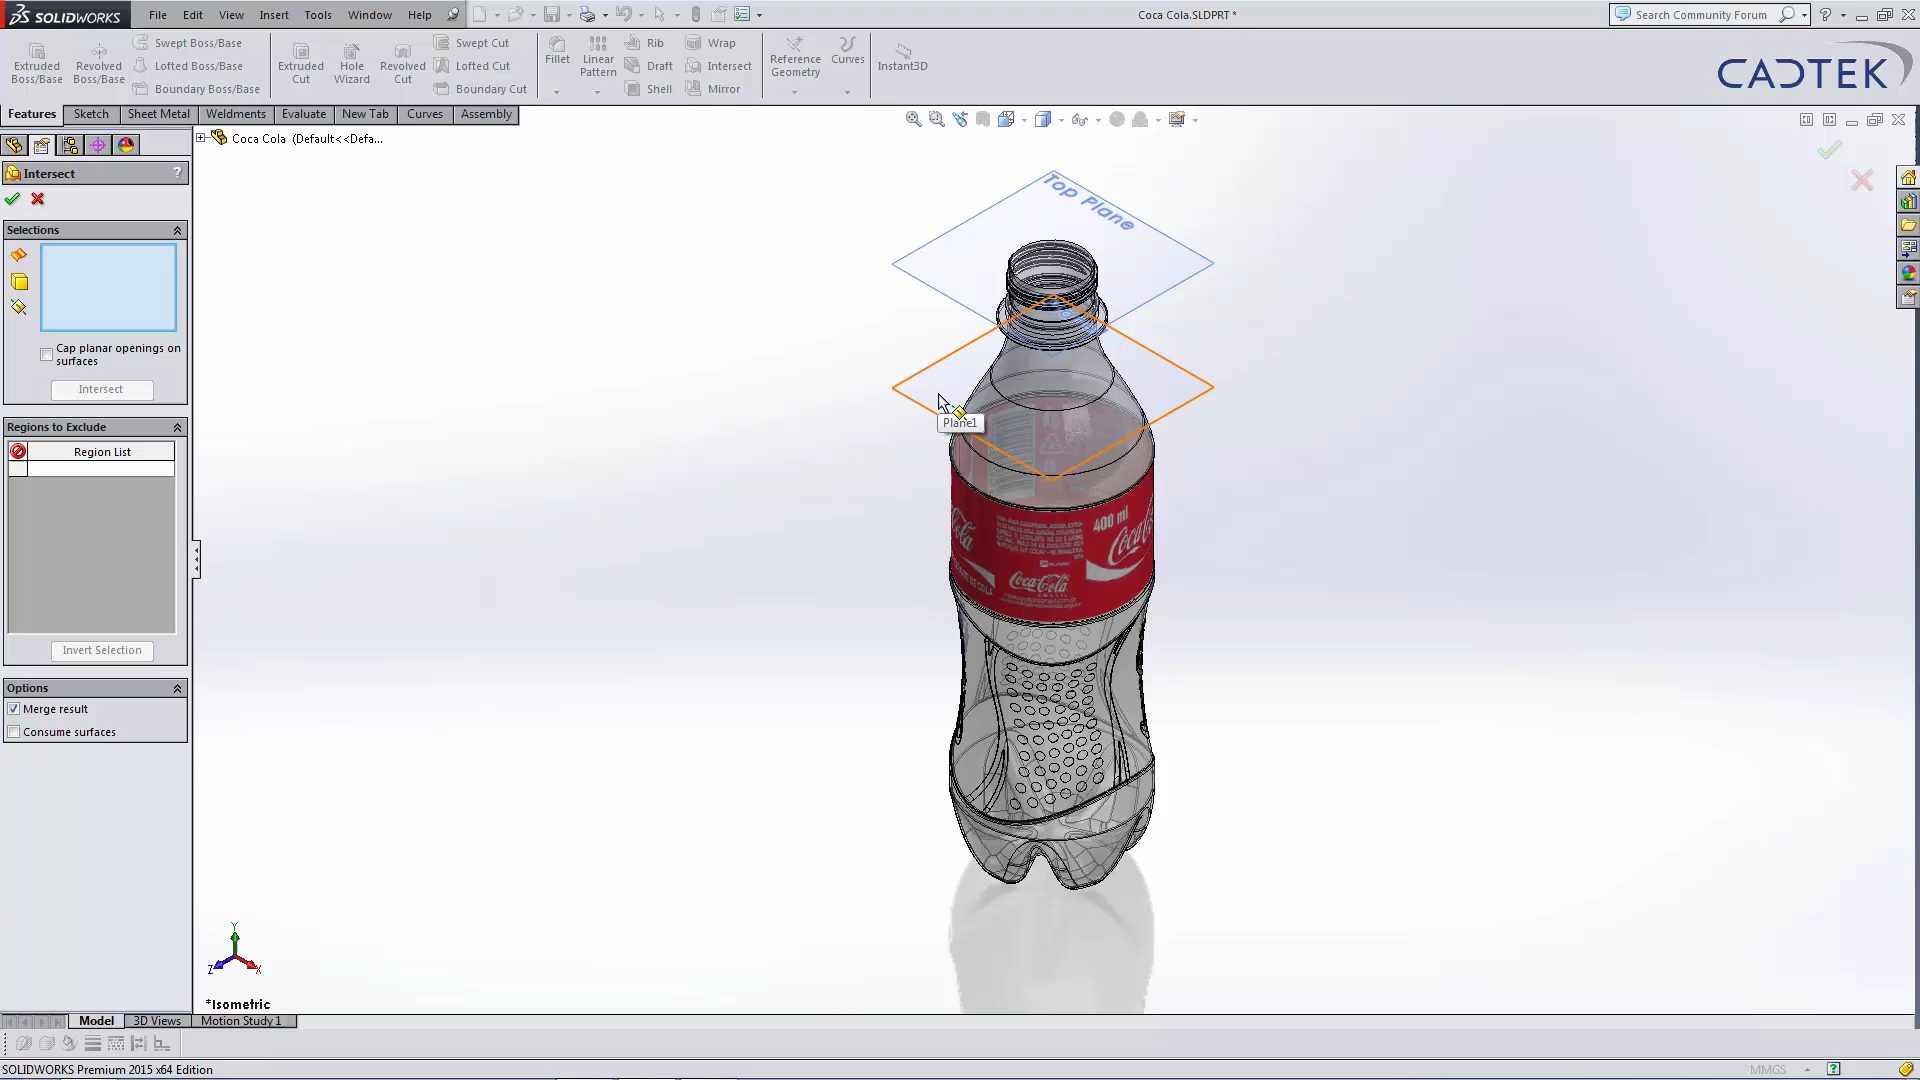 SOLIDWORKS File Edit View Insert Tools Window Help
Coca Cola.SLDPRT *
Search Community Forum
Extruded Boss/Base
Revolved Boss/Base
Swept Boss/Base
Lofted Boss/Base
Boundary Boss/Base
Extruded Cut
Hole Wizard
Revolved Cut
Swept Cut
Lofted Cut
Boundary Cut
Fillet
Linear Pattern
Rib
Draft
Shell
Wrap
Intersect
Mirror
Reference Geometry
Curves
Instant3D
CADTEK
Features Sketch Sheet Metal Weldments Evaluate New Tab Curves Assembly
Coca Cola (Default<<Defa...
Intersect ?
Selections
Cap planar openings on
surfaces
Intersect
Regions to Exclude
Region List
Invert Selection
Options
Merge result
Consume surfaces
Top Plane
Plane1
400 ml
Coca-Cola
Cola
Coca-Cola
Y
Z
X
*Isometric
Model 3D Views Motion Study 1
SOLIDWORKS Premium 2015 x64 Edition
MMGS